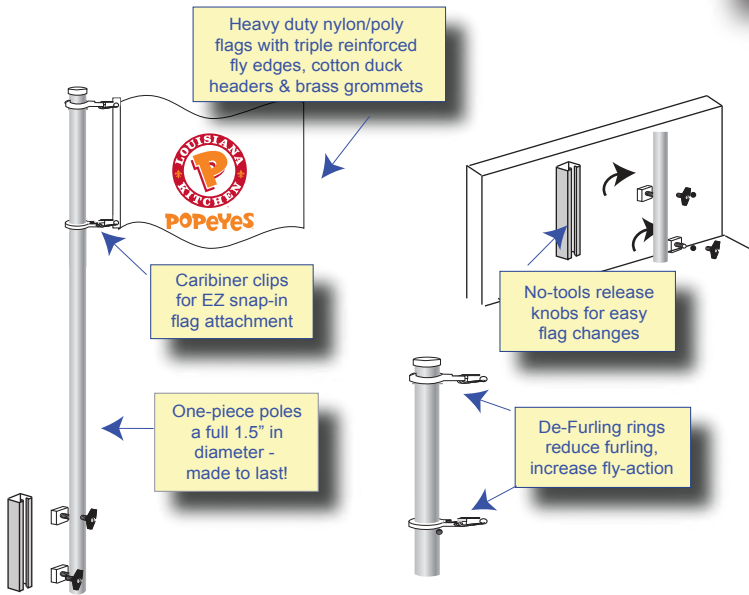 Heavy duty nylon/poly
flags with triple reinforced
fly edges, cotton duck
headers & brass grommets
LOUISIANA
P
KITCHEN
POPEYES
Caribiner clips
for EZ snap-in
flag attachment
No-tools release
knobs for easy
flag changes
One-piece poles
a full 1.5” in
diameter -
made to last!
De-Furling rings
reduce furling,
increase fly-action